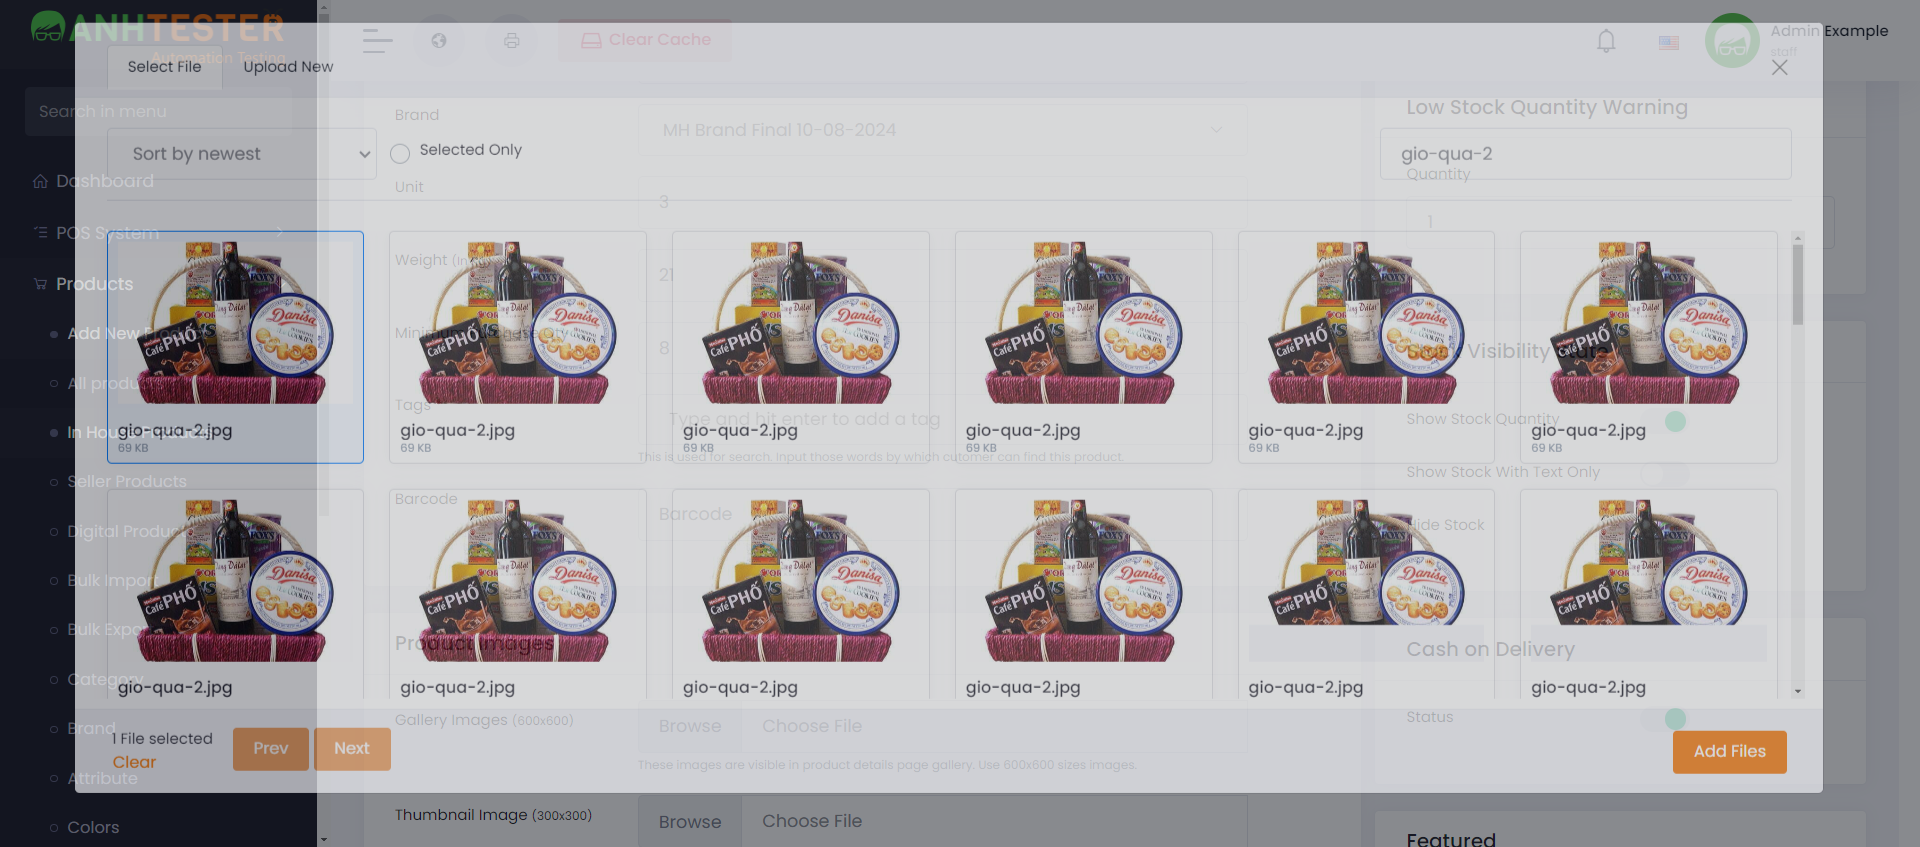 ANHTESTER
Automation Testing
Clear Cache
Admin Example
staff
Select File
Upload New
Search in menu
Brand
MH Brand Final 10-08-2024
Low Stock Quantity Warning
Sort by newest
Selected Only
gio-qua-2
Quantity
Dashboard
Unit
3
1
POS System
Products
Weight
21
Add New
Minimum Purchase Qty
8
Visibility State
All produ
Tags
Type and hit enter to add a tag
Show Stock Quantity
In House Products
gio-qua-2.jpg
69 KB
gio-qua-2.jpg
69 KB
gio-qua-2.jpg
69 KB
gio-qua-2.jpg
69 KB
gio-qua-2.jpg
69 KB
gio-qua-2.jpg
69 KB
This is used for search. Input those words by which cutomer can find this product.
Show Stock With Text Only
Seller Products
Barcode
Barcode
Hide Stock
Digital Products
Bulk Import
Bulk Export
Product Images
Cash on Delivery
Category
gio-qua-2.jpg
gio-qua-2.jpg
gio-qua-2.jpg
gio-qua-2.jpg
gio-qua-2.jpg
gio-qua-2.jpg
Gallery Images (600x600)
Browse
Choose File
Status
Brand
1 File selected
Clear
Prev
Next
Add Files
These images are visible in product details page gallery. Use 600x600 sizes images.
Attribute
Thumbnail Image (300x300)
Browse
Choose File
Colors
Featured